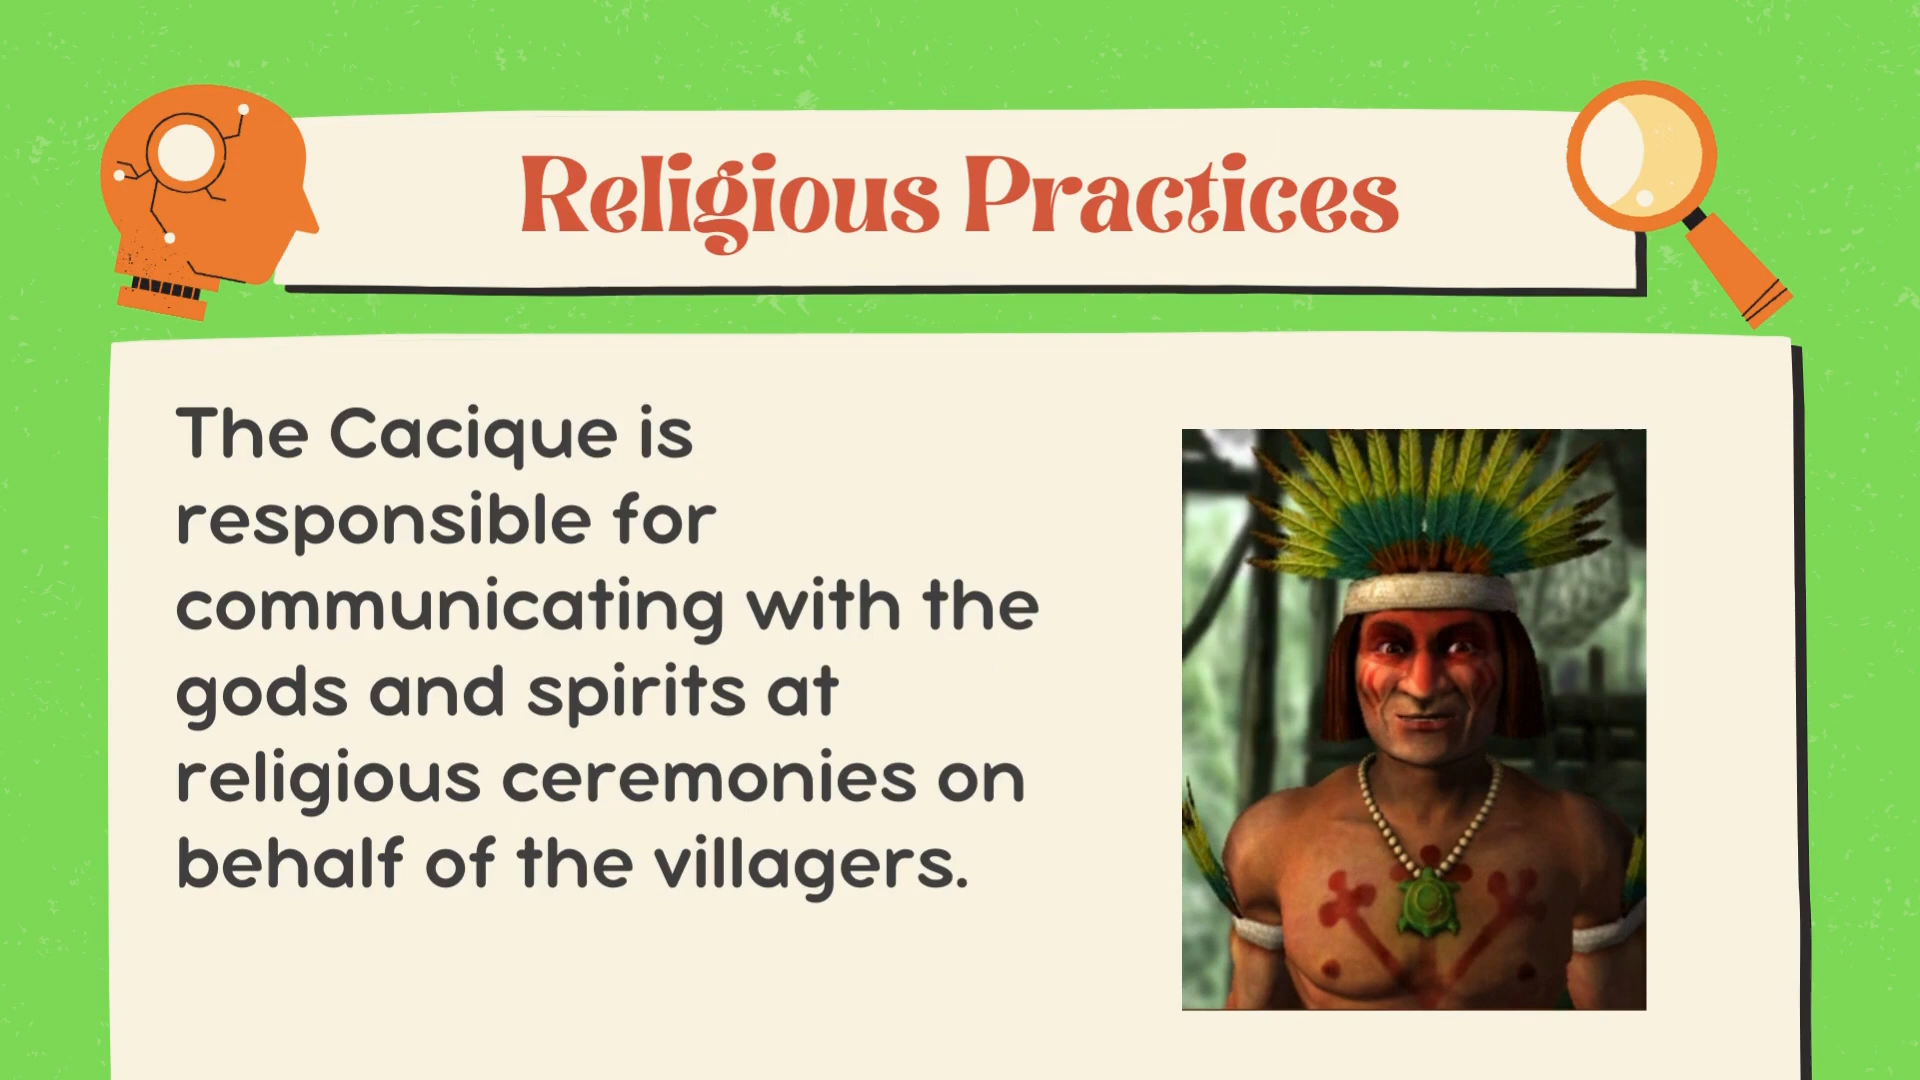 Religious Practices
The Cacique is
responsible for
communicating with the
gods and spirits at
religious ceremonies on
behalf of the villagers.